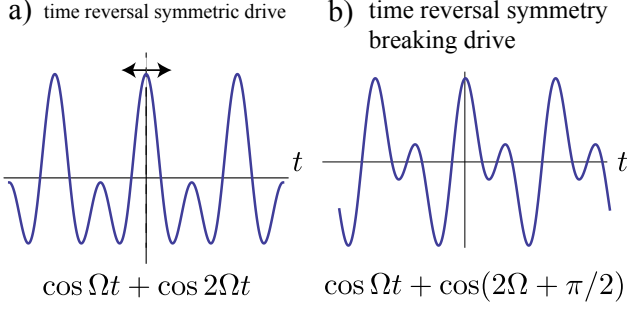 a) time reversal symmetric drive
t
cos Ωt + cos 2Ωt
b) time reversal symmetry
breaking drive
t
cos Ωt + cos(2Ω + π/2)